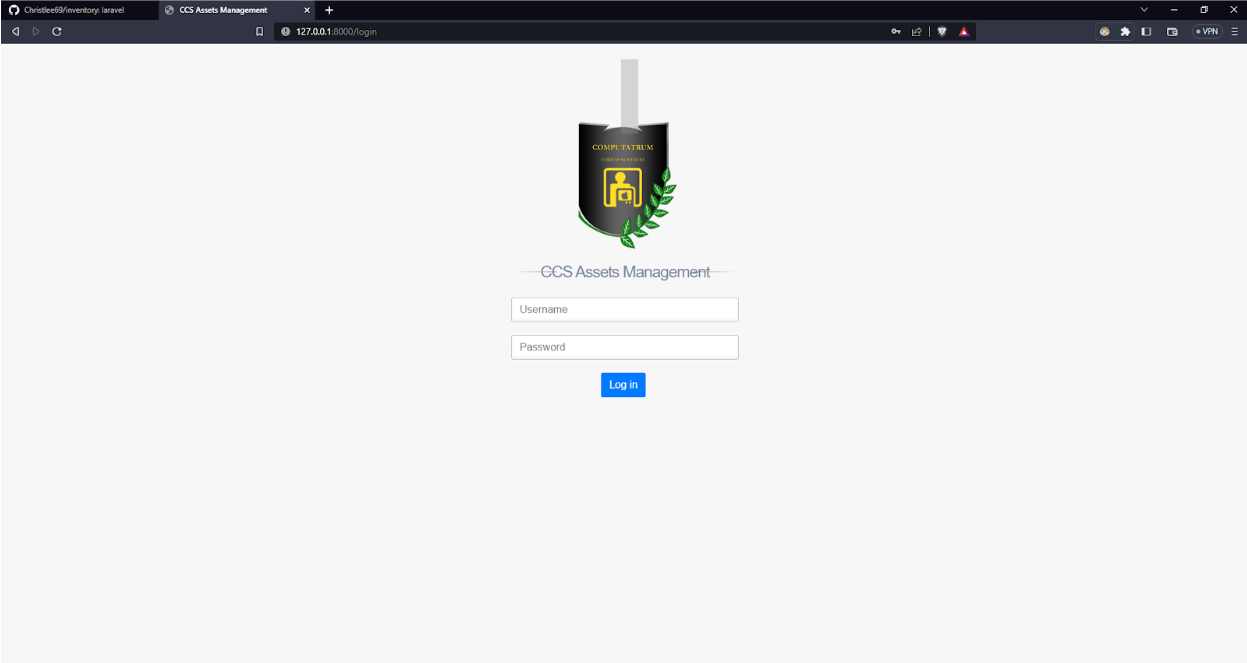 Christlee69/inventory: laravel
CCS Assets Management
127.0.0.1:8000/login
VPN
COMPUTATRUM
CCS Assets Management
Username
Password
Log in